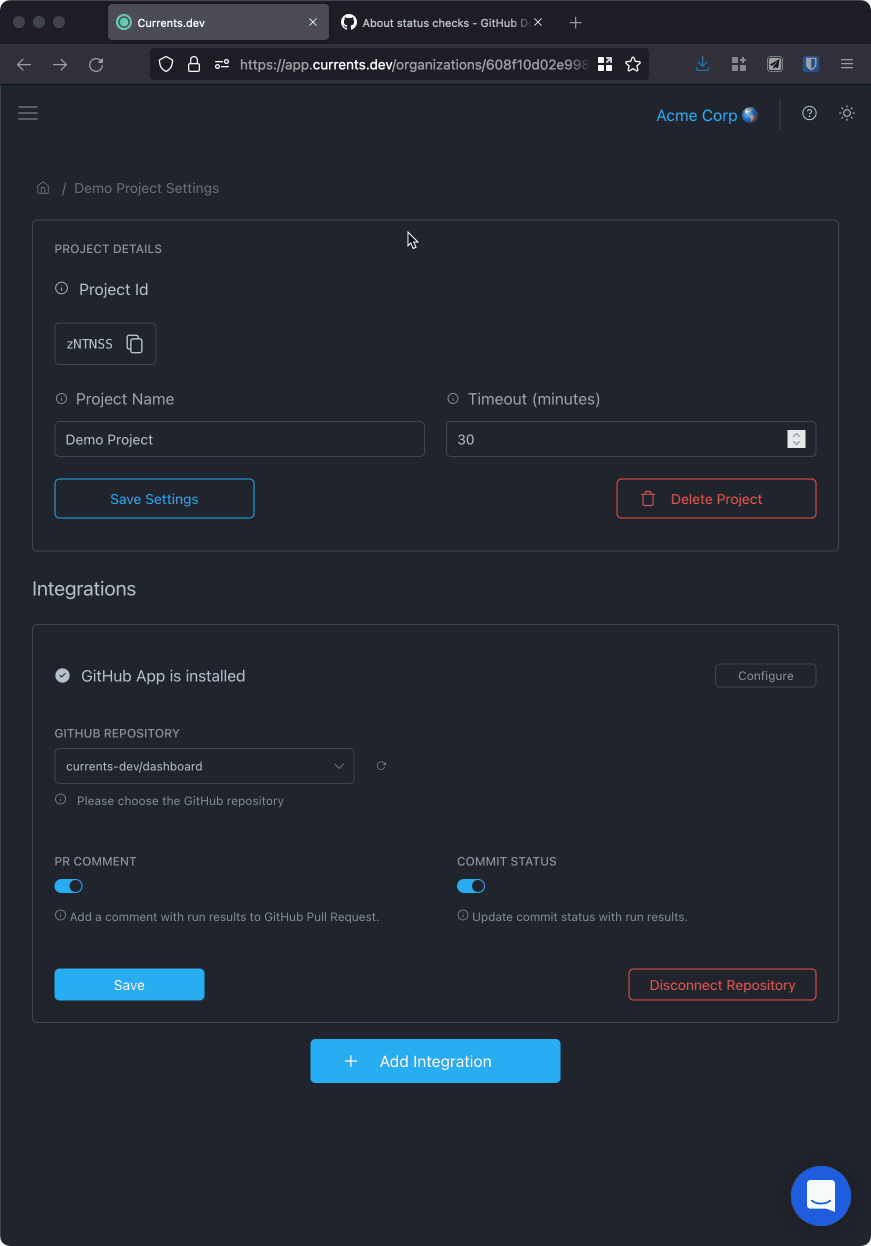 Currents.dev
About status checks - GitHub D
https://app.currents.dev/organizations/608f10d02e998
Acme Corp
/ Demo Project Settings
PROJECT DETAILS
Project Id
zNTNSS
Project Name
Timeout (minutes)
Demo Project
30
Save Settings
Delete Project
Integrations
GitHub App is installed
Configure
GITHUB REPOSITORY
currents-dev/dashboard
Please choose the GitHub repository
PR COMMENT
COMMIT STATUS
Add a comment with run results to GitHub Pull Request.
Update commit status with run results.
Save
Disconnect Repository
+ Add Integration